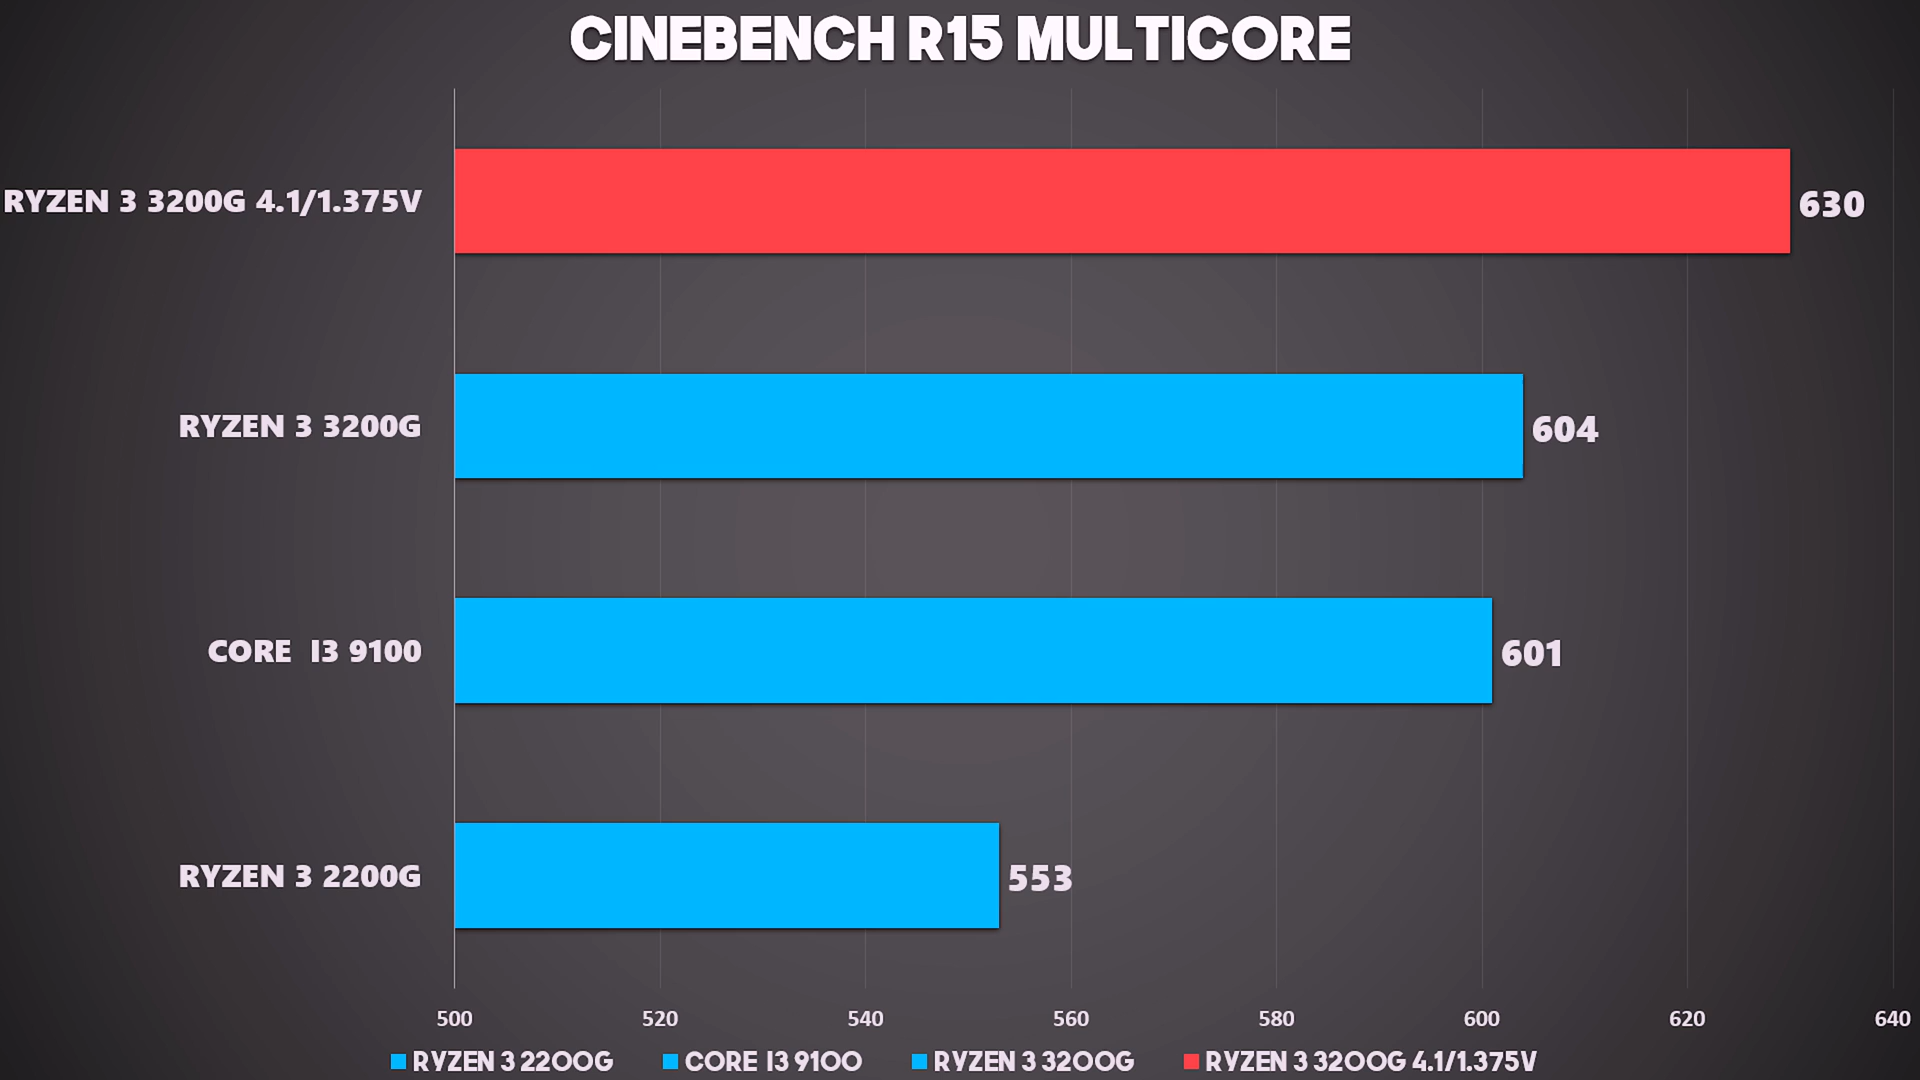 CINEBENCH R15 MULTICORE
RYZEN 3 3200G 4.1/1.375V
630
RYZEN 3 3200G
604
CORE  I3 9100
601
RYZEN 3 2200G
553
500 520 540 560 580 600 620 640
RYZEN 3 2200G CORE I3 9100 RYZEN 3 3200G RYZEN 3 3200G 4.1/1.375V